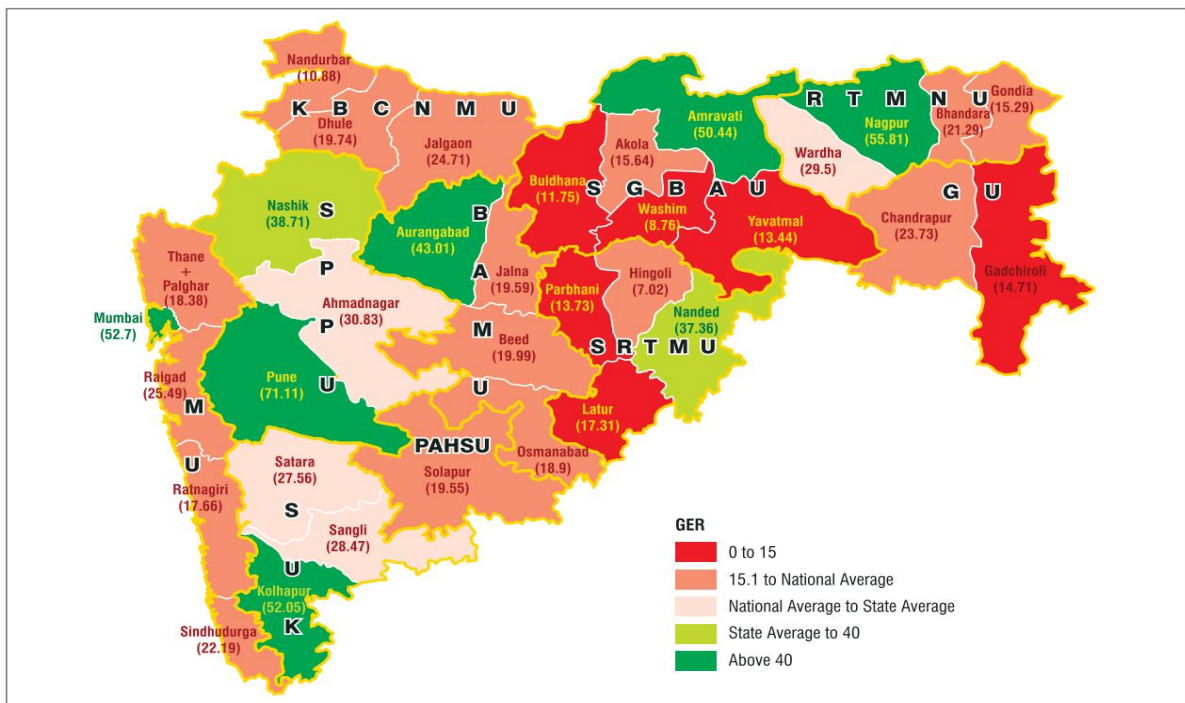 Nandurbar
(10.88)
K B C N M U
Dhule
(19.74)
Jalgaon
(24.71)
Nashik
(38.71)
Aurangabad
(43.01)
Jalna
(19.59)
Beed
(19.99)
Osmanabad
(18.9)
B A M U
Buldhana
(11.75)
Akola
(15.64)
Washim
(8.76)
Amravati
(50.44)
Yavatmal
(13.44)
S G B A U
R T M N U
Wardha
(29.5)
Nagpur
(55.81)
Bhandara
(21.29)
Gondia
(15.29)
G U
Chandrapur
(23.73)
Gadchiroli
(14.71)
Parbhani
(13.73)
Hingoli
(7.02)
Nanded
(37.36)
S R T M U
Latur
(17.31)
Thane
+
Palghar
(18.38)
Mumbai
(52.7)
Raigad
(25.49)
M U
Ratnagiri
(17.66)
Sindhudurga
(22.19)
S P P U
Ahmadnagar
(30.83)
Pune
(71.11)
PAHSU
Solapur
(19.55)
Satara
(27.56)
Sangli
(28.47)
S U K
Kolhapur
(52.05)
GER
0 to 15
15.1 to National Average
National Average to State Average
State Average to 40
Above 40